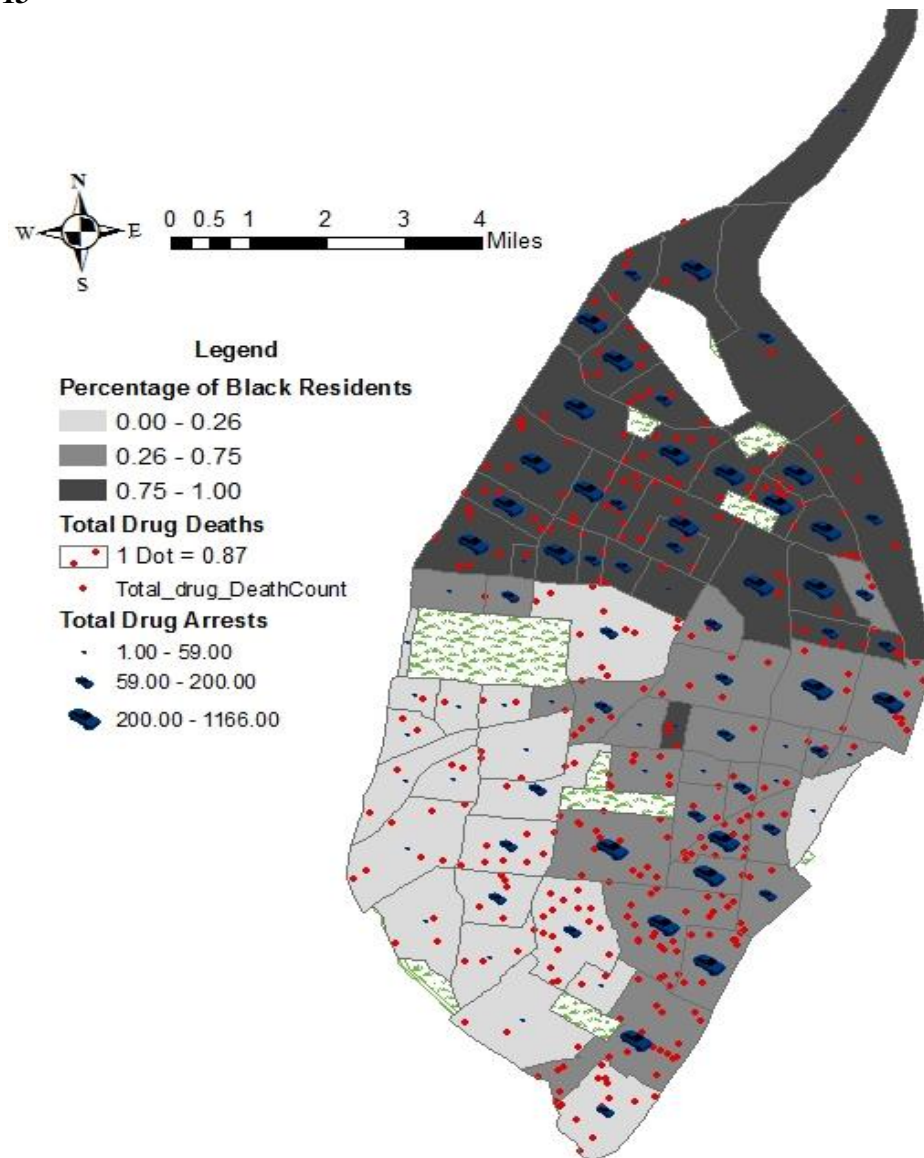 N
W E
S
0 0.5 1 2 3 4
Miles
Legend
Percentage of Black Residents
0.00 - 0.26
0.26 - 0.75
0.75 - 1.00
Total Drug Deaths
1 Dot = 0.87
Total_drug_DeathCount
Total Drug Arrests
1.00 - 59.00
59.00 - 200.00
200.00 - 1166.00